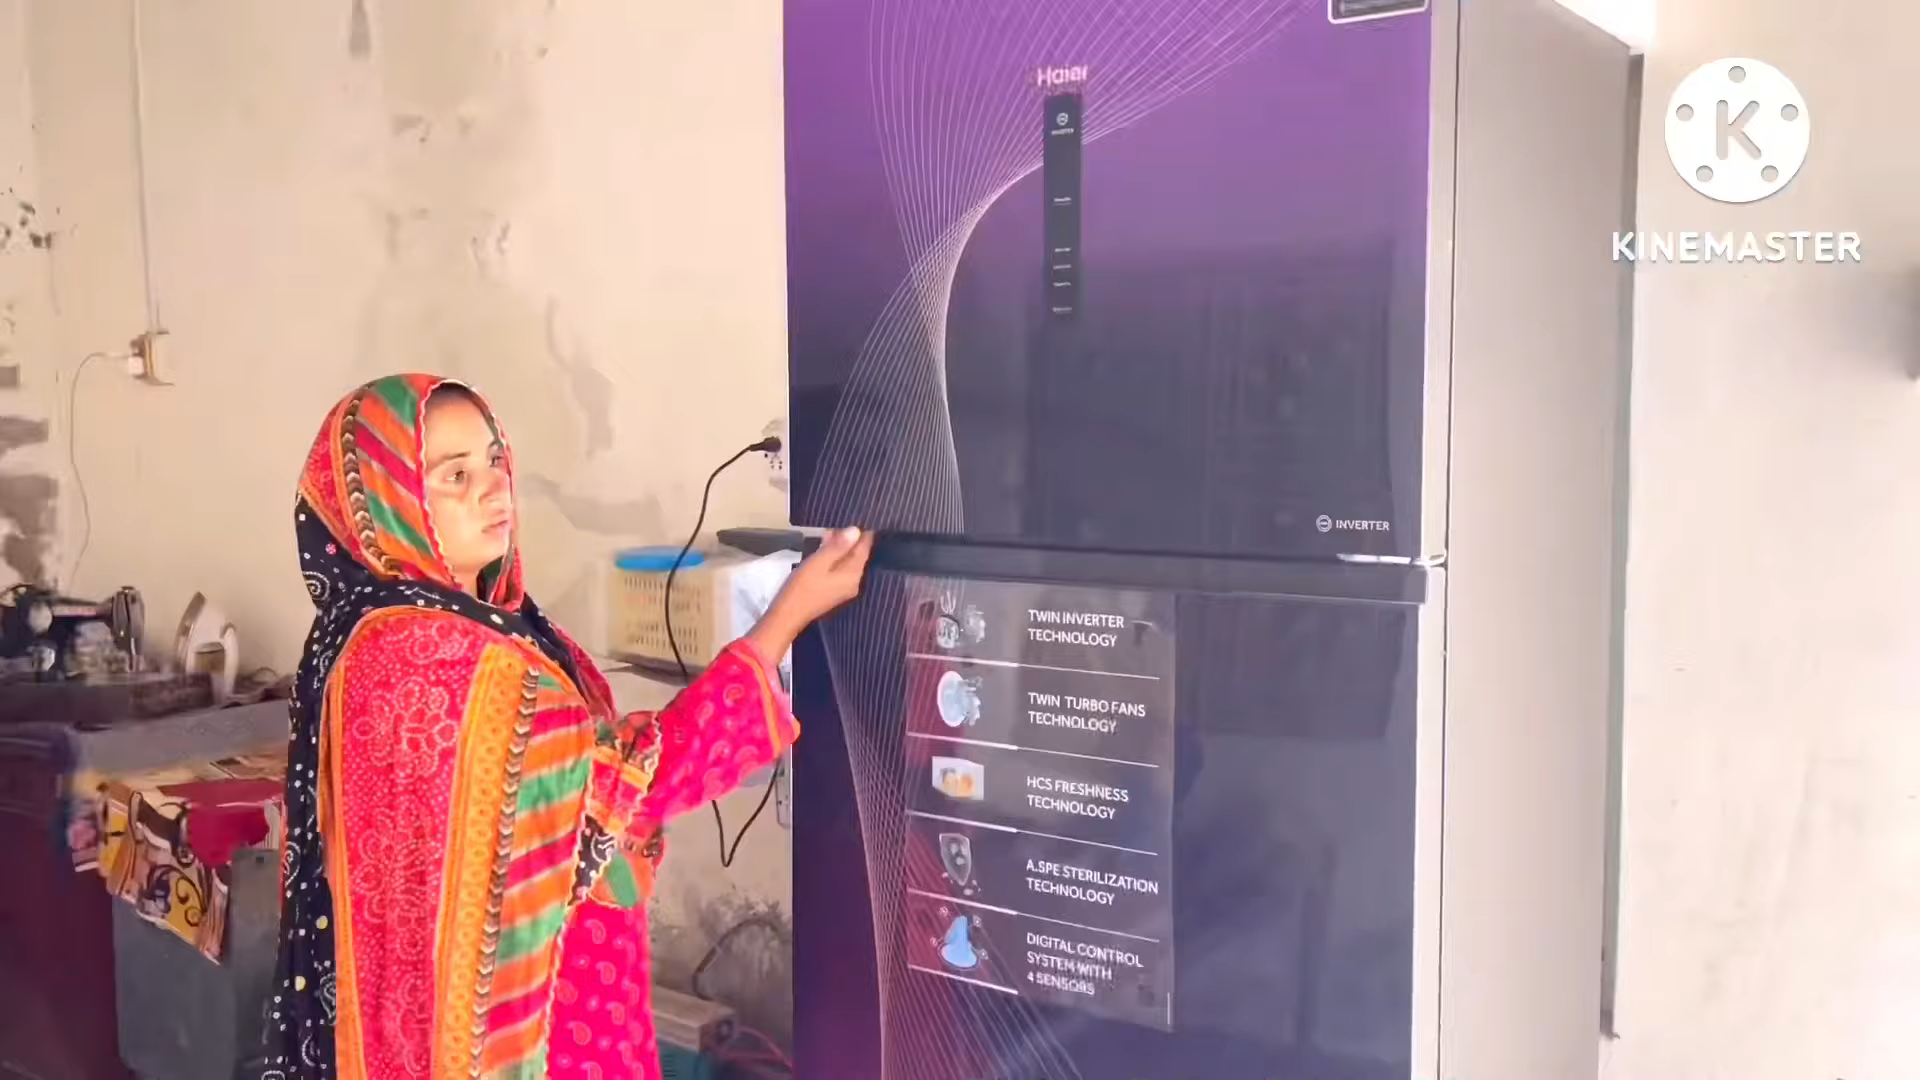 Haier
KINEMASTER
INVERTER
TWIN INVERTER
TECHNOLOGY
TWIN TURBO FANS
TECHNOLOGY
HCS FRESHNESS
TECHNOLOGY
A.SPE STERILIZATION
TECHNOLOGY
DIGITAL CONTROL
SYSTEM WITH
4 SENSORS